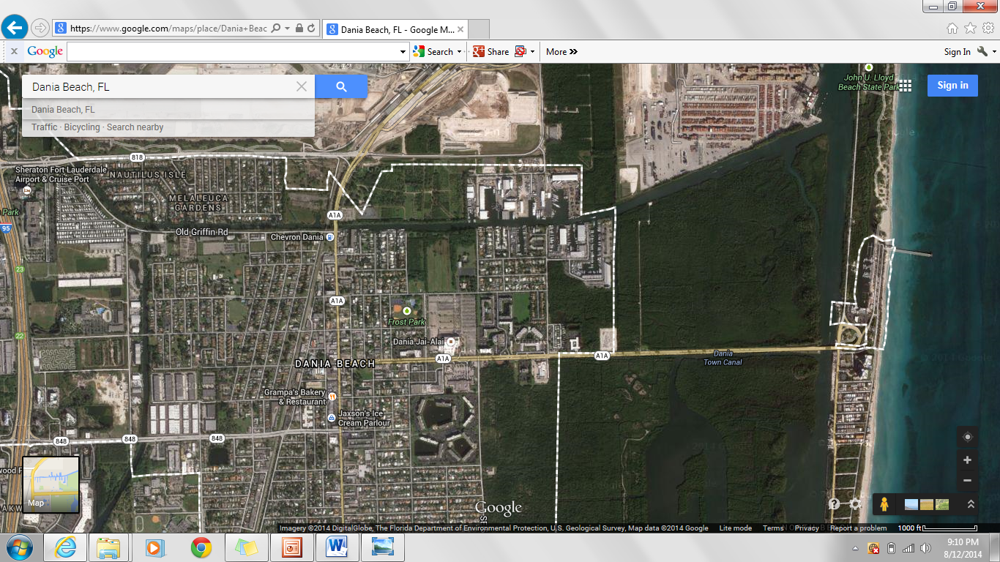 https://www.google.com/maps/place/Dania+Beac
Dania Beach, FL - Google M...
Google
Search
Share
More
Sign In
Dania Beach, FL
Dania Beach, FL
Traffic · Bicycling · Search nearby
Sign in
John U. Lloyd
Beach State Park
818
Sheraton Fort Lauderdale
Airport & Cruise Port
NAUTILUS ISLE
MELALEUCA
GARDENS
Park
95
A1A
Old Griffin Rd
Chevron Dania
23
A1A
Frost Park
22
Dania Jai-Alai
A1A
A1A
Dania
Town Canal
DANIA BEACH
Grampa's Bakery
& Restaurant
Jaxson's Ice
Cream Parlour
848
848
848
Map
Google
Imagery ©2014 DigitalGlobe, The Florida Department of Environmental Protection, U.S. Geological Survey, Map data ©2014 Google
Lite mode
Terms
Privacy
Report a problem
1000 ft
9:10 PM
8/12/2014